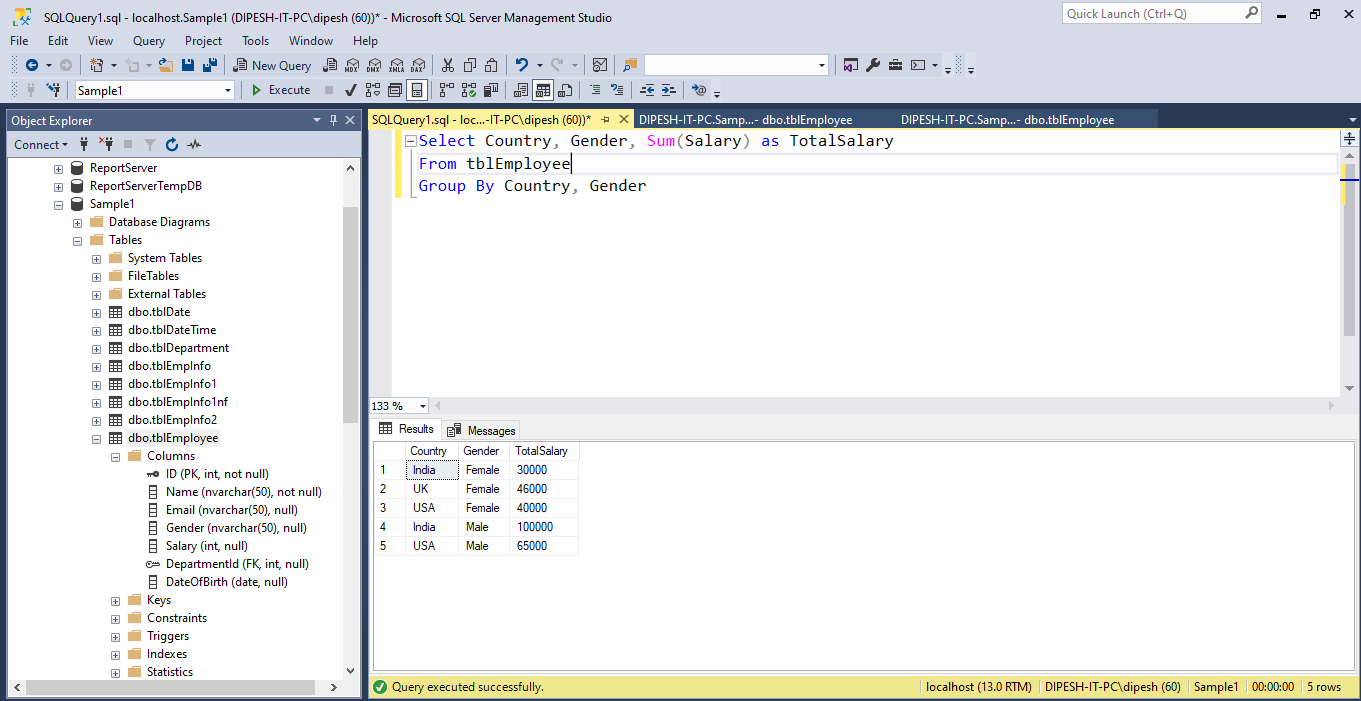 SQLQuery1.sql - localhost.Sample1 (DIPESH-IT-PC\dipesh (60))* - Microsoft SQL Server Management Studio
Quick Launch (Ctrl+Q)
File Edit View Query Project Tools Window Help
New Query MDX DMX XMLA DAX
Sample1 Execute
Object Explorer
Connect
ReportServer
ReportServerTempDB
Sample1
Database Diagrams
Tables
System Tables
FileTables
External Tables
dbo.tblDate
dbo.tblDateTime
dbo.tblDepartment
dbo.tblEmpInfo
dbo.tblEmpInfo1
dbo.tblEmpInfo1nf
dbo.tblEmpInfo2
dbo.tblEmployee
Columns
ID (PK, int, not null)
Name (nvarchar(50), not null)
Email (nvarchar(50), null)
Gender (nvarchar(50), null)
Salary (int, null)
DepartmentId (FK, int, null)
DateOfBirth (date, null)
Keys
Constraints
Triggers
Indexes
Statistics
SQLQuery1.sql - loc...-IT-PC\dipesh (60))* DIPESH-IT-PC.Samp...- dbo.tblEmployee DIPESH-IT-PC.Samp...- dbo.tblEmployee
Select Country, Gender, Sum(Salary) as TotalSalary
From tblEmployee
Group By Country, Gender
133 %
Results Messages
Country Gender TotalSalary
1 India Female 30000
2 UK Female 46000
3 USA Female 40000
4 India Male 100000
5 USA Male 65000
Query executed successfully. localhost (13.0 RTM) DIPESH-IT-PC\dipesh (60) Sample1 00:00:00 5 rows